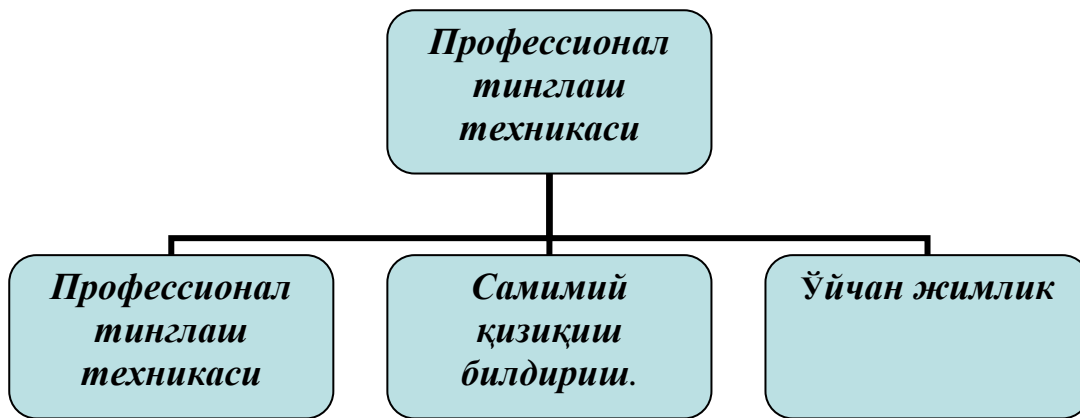 Профессионал
тинглаш
техникаси
Профессионал
тинглаш
техникаси
Самимий
қизиқиш
билдириш.
Ўйчан жимлик